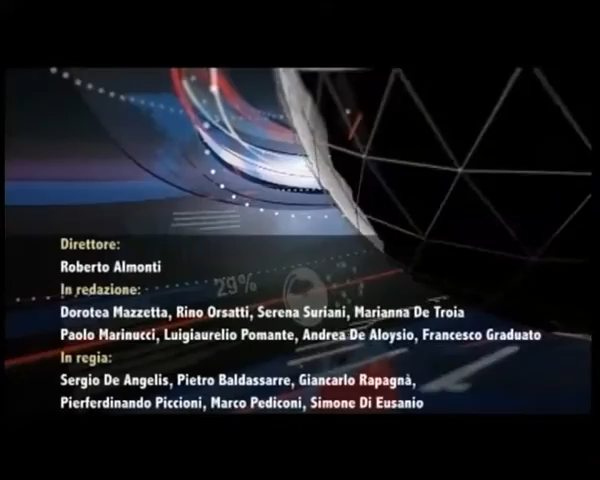 Direttore:
Roberto Almonti
29%
In redazione:
Dorotea Mazzetta, Rino Orsatti, Serena Suriani, Marianna De Troia
Paolo Marinucci, Luigiaurelio Pomante, Andrea De Aloysio, Francesco Graduato
In regia:
Sergio De Angelis, Pietro Baldassarre, Giancarlo Rapagnà,
Pierferdinando Piccioni, Marco Pediconi, Simone Di Eusanio